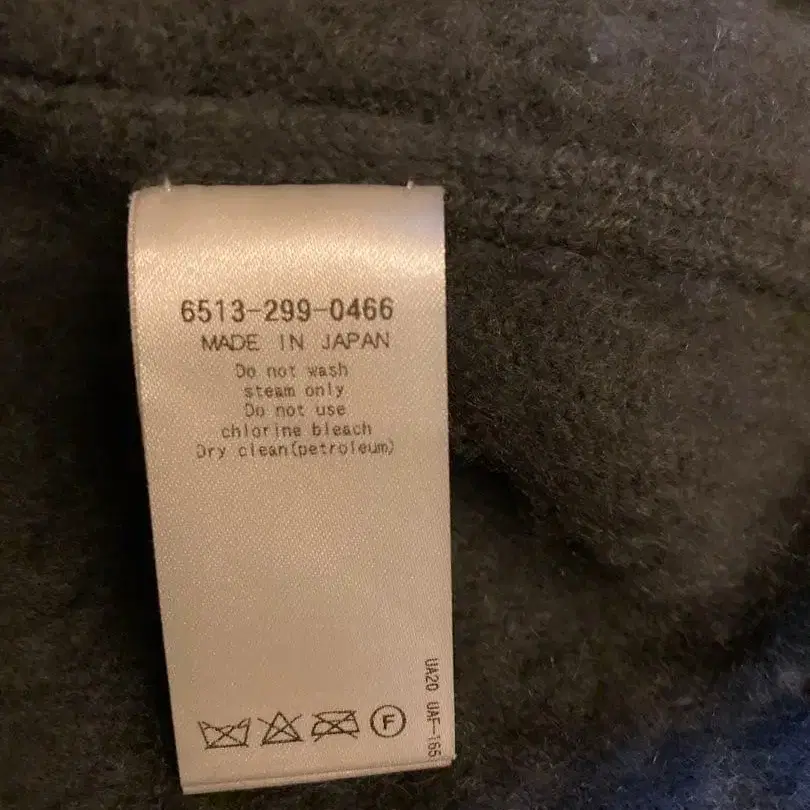 6513-299-0466
MADE IN JAPAN
Do not wash
steam only
Do not use
chlorine bleach
Dry clean(petroleum)
F
UA20 UAF-165